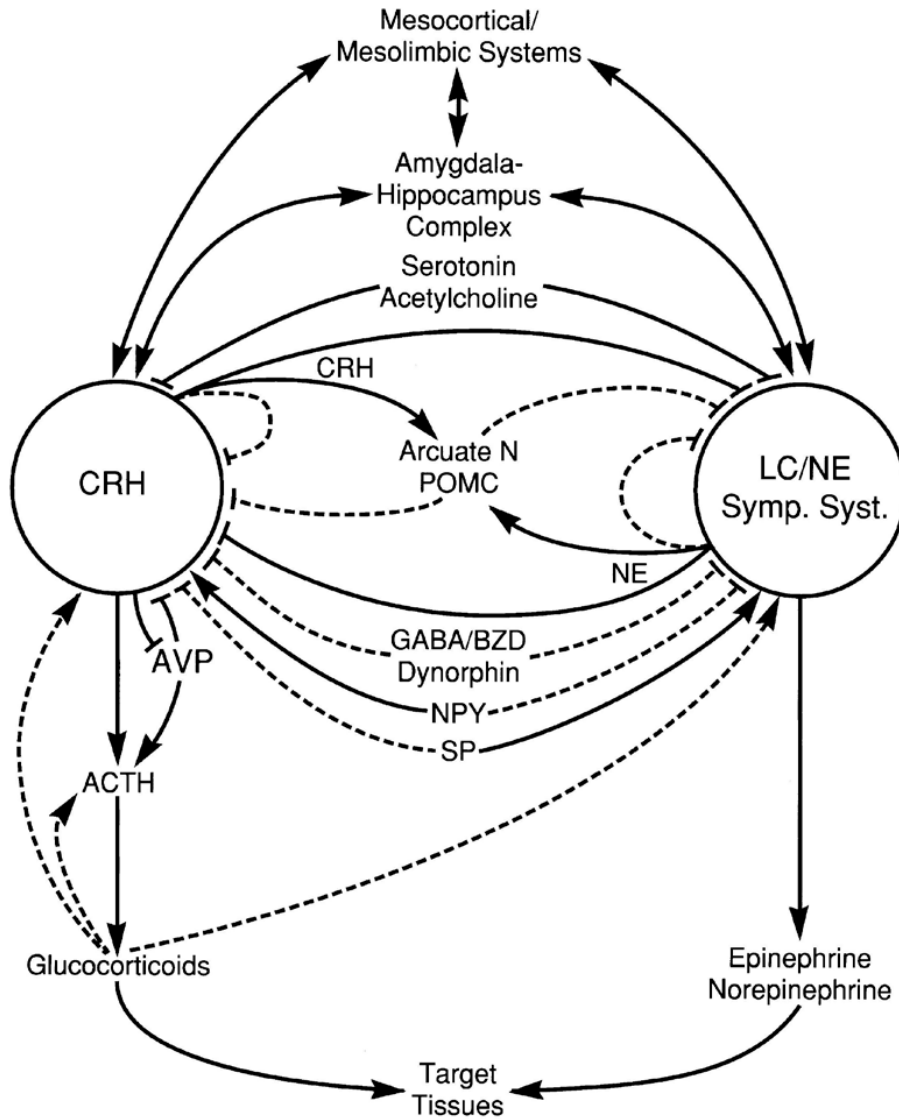 Mesocortical/
Mesolimbic Systems
Amygdala-
Hippocampus
Complex
Serotonin
Acetylcholine
CRH
Arcuate N
POMC
CRH
LC/NE
Symp. Syst.
NE
GABA/BZD
Dynorphin
AVP
NPY
SP
ACTH
Glucocorticoids
Epinephrine
Norepinephrine
Target
Tissues